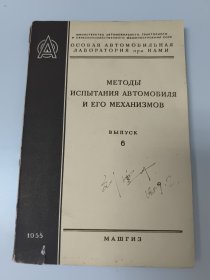 МИНИСТЕРСТВО АВТОМОБИЛЬНОГО, ТРАКТОРНОГО
И СЕЛЬСКОХОЗЯЙСТВЕННОГО МАШИНОСТРОЕНИЯ СССР
ОСОБАЯ АВТОМОБИЛЬНАЯ
ЛАБОРАТОРИЯ при НАМИ
МЕТОДЫ
ИСПЫТАНИЯ АВТОМОБИЛЯ
И ЕГО МЕХАНИЗМОВ
ВЫПУСК
6
1955
МАШГИЗ